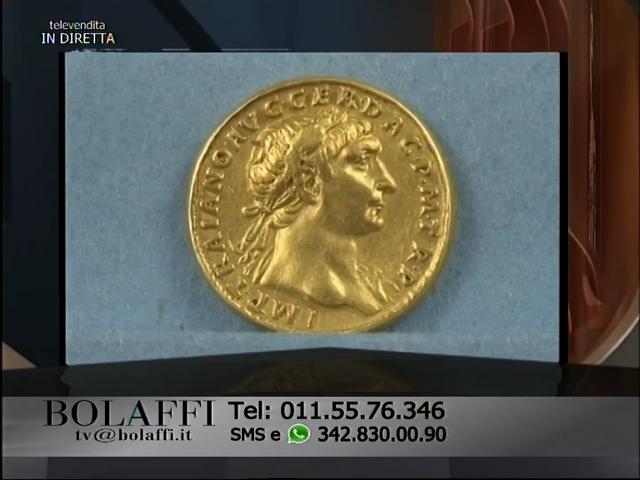 televendita
IN DIRETTA
IMP.TRAIANO AVG GER DAC.P.M.TR.P
BOLAFFI
tv@bolaffi.it
Tel: 011.55.76.346
SMS e 342.830.00.90